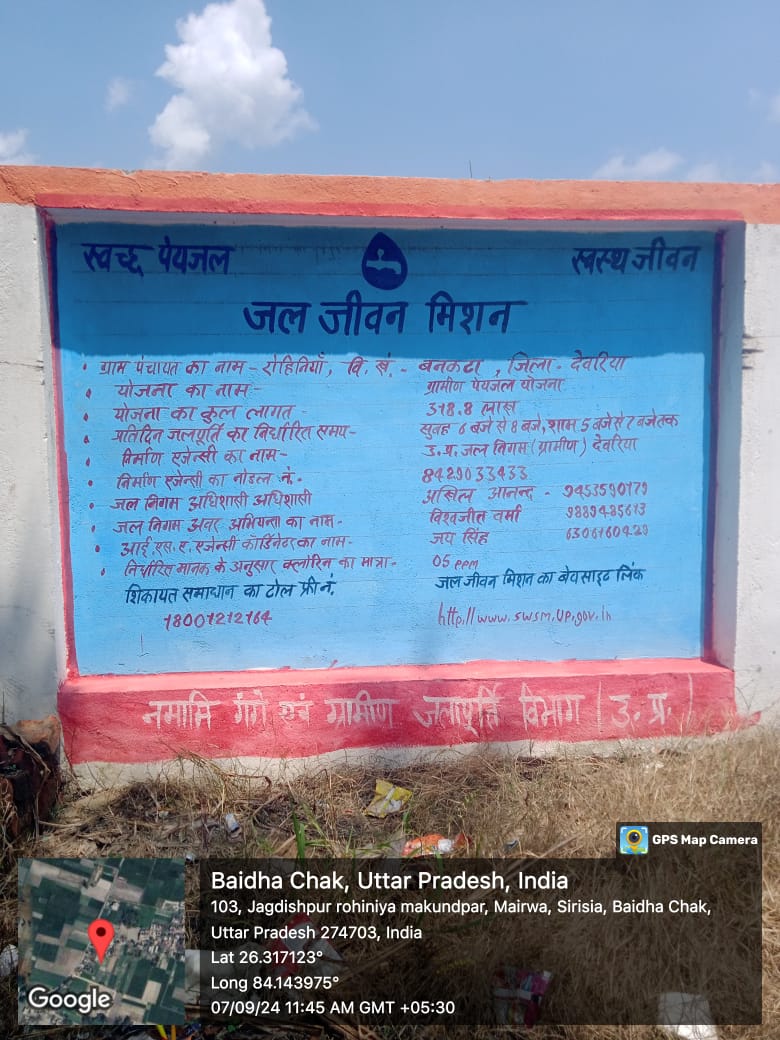 स्वच्छ पेयजल स्वस्थ जीवन
जल जीवन मिशन
ग्राम पंचायत का नाम - रोहिनियाँ, वि. खं. - बनकटा, जिला - देवरिया
योजना का नाम - ग्रामीण पेयजल योजना
योजना का कुल लागत - 318.8 लाख
प्रतिदिन जलपूर्ति का निर्धारित समय - सुबह 6 बजे से 8 बजे, शाम 5 बजे से 7 बजे तक
निर्माण एजेन्सी का नाम - उ.प्र. जल निगम (ग्रामीण) देवरिया
निर्माण एजेन्सी का नोडल नं. - 8429033433
जल निगम अधिशासी अधिशासी अखिल आनन्द - 9453590179
जल निगम अवर अभियन्ता का नाम - विश्वजीत वर्मा 9889485613
आई.एस.ए. एजेन्सी कोर्डिनेटर का नाम - जय सिंह 6306160429
निर्धारित मानक के अनुसार क्लोरिन का मात्रा - 05 PPM
शिकायत समाधान का टोल फ्री नं. जल जीवन मिशन का बेवसाइट लिंक
18001212164 http://www.swsm.up.gov.in
नमामि गंगे एवं ग्रामीण जलापूर्ति विभाग (उ. प्र.)
GPS Map Camera
Baidha Chak, Uttar Pradesh, India
103, Jagdishpur rohiniya makundpar, Mairwa, Sirisia, Baidha Chak,
Uttar Pradesh 274703, India
Lat 26.317123°
Long 84.143975°
07/09/24 11:45 AM GMT +05:30
Google